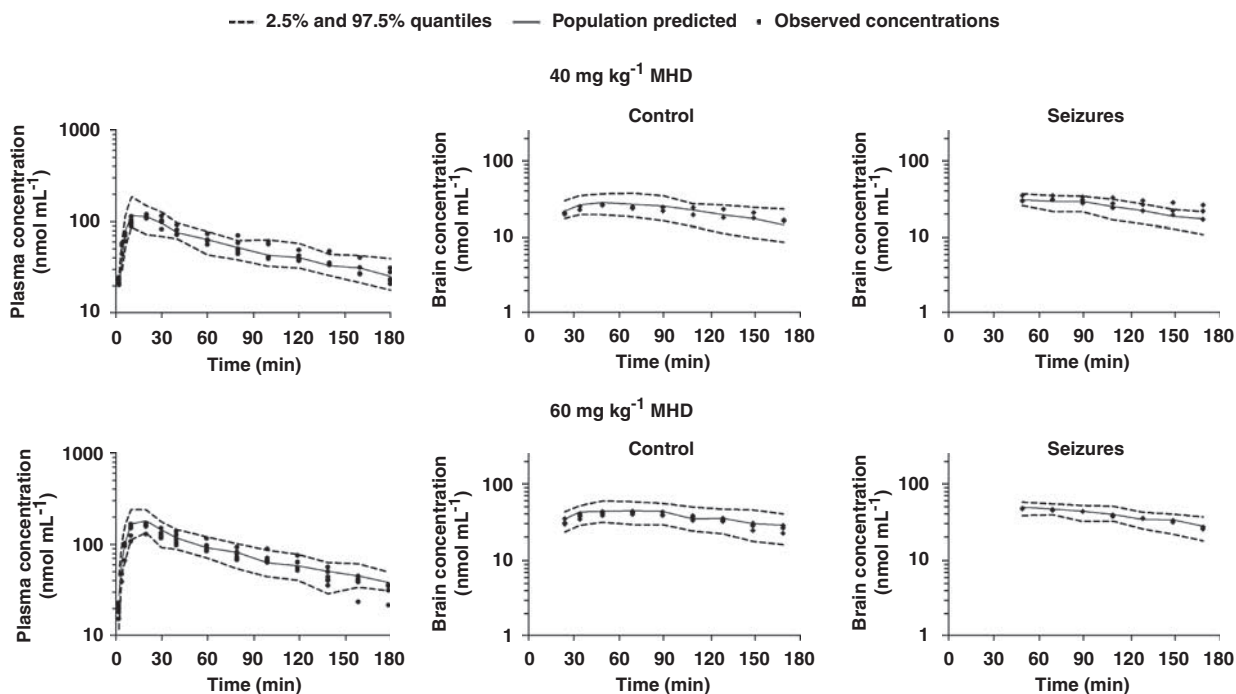 2.5% and 97.5% quantiles Population predicted Observed concentrations
40 mg kg⁻¹ MHD
Plasma concentration
(nmol mL⁻¹)
1000
100
10
0 30 60 90 120 150 180
Time (min)
Control
Brain concentration
(nmol mL⁻¹)
100
10
1
0 30 60 90 120 150 180
Time (min)
Seizures
Brain concentration
(nmol mL⁻¹)
100
10
1
0 30 60 90 120 150 180
Time (min)
60 mg kg⁻¹ MHD
Plasma concentration
(nmol mL⁻¹)
1000
100
10
0 30 60 90 120 150 180
Time (min)
Control
Brain concentration
(nmol mL⁻¹)
100
10
1
0 30 60 90 120 150 180
Time (min)
Seizures
Brain concentration
(nmol mL⁻¹)
100
10
1
0 30 60 90 120 150 180
Time (min)